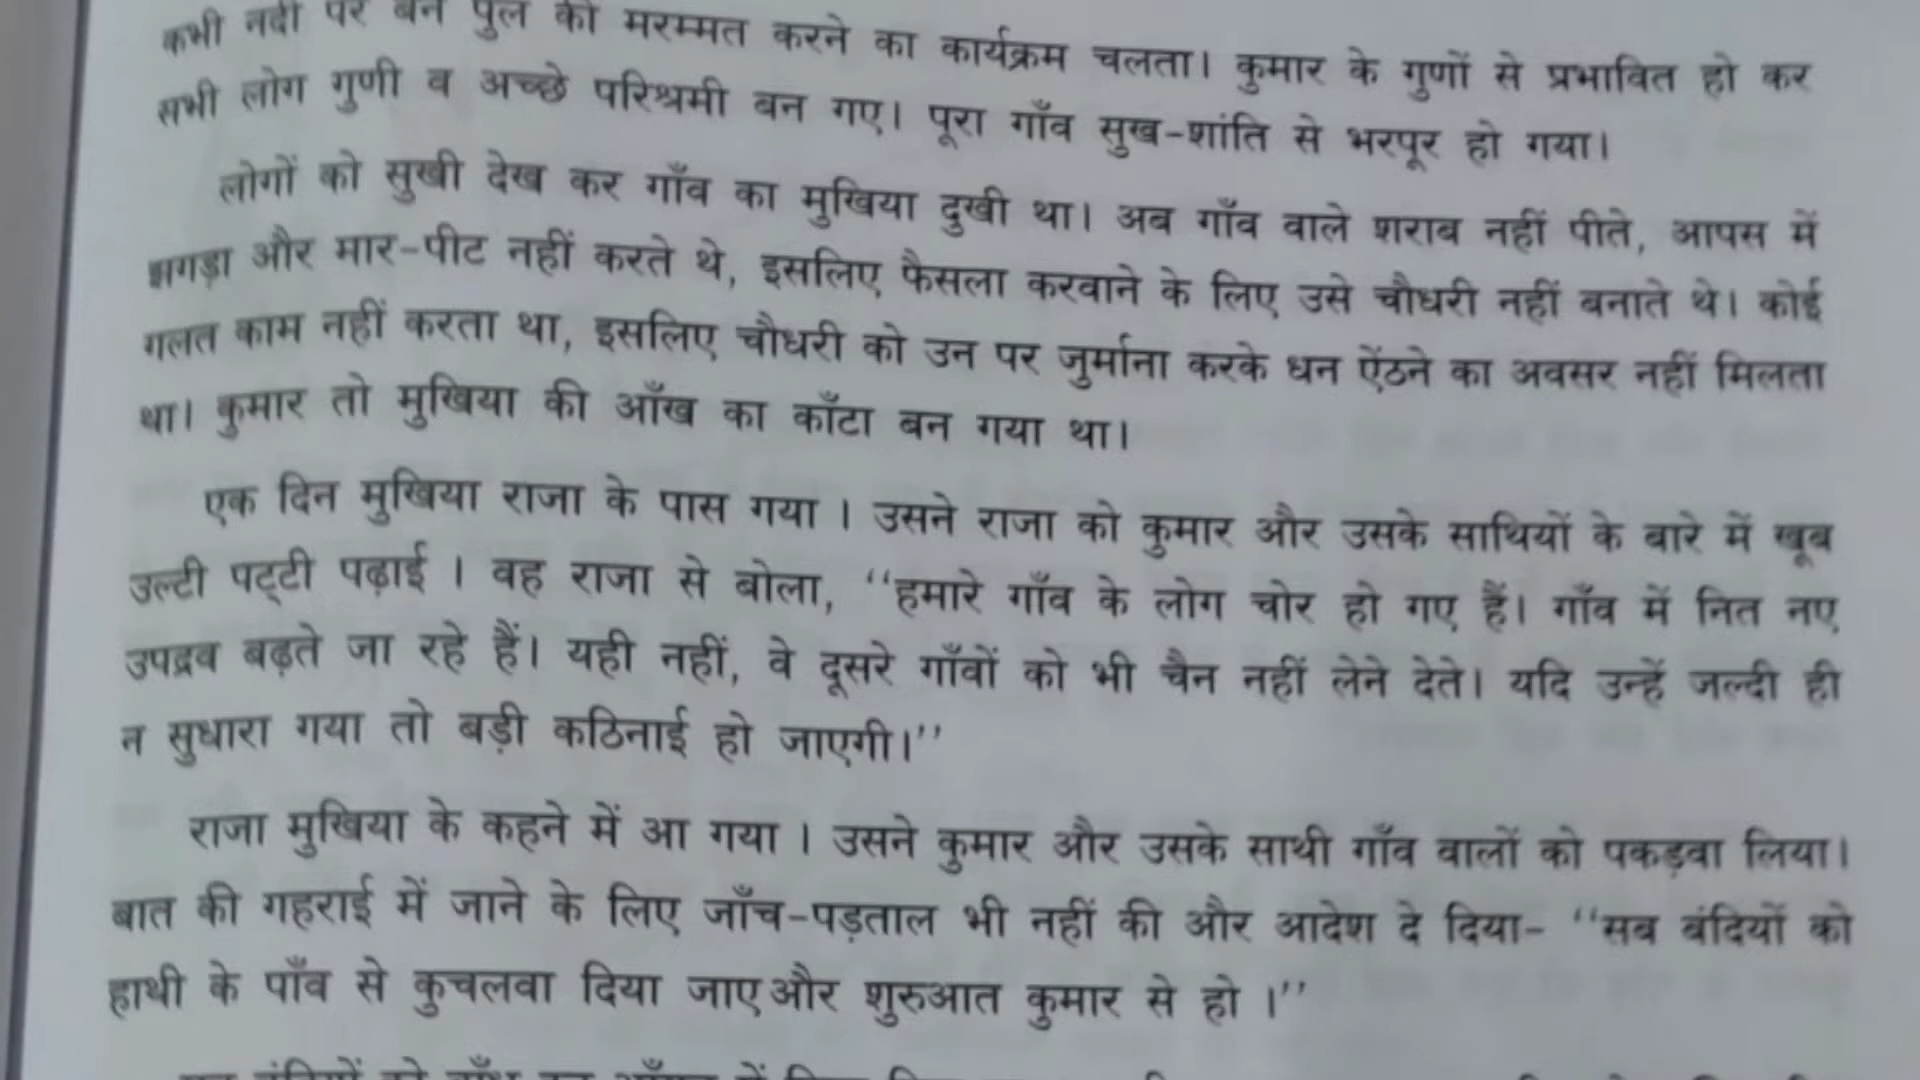 कभी नदी पर बने पुल की मरम्मत करने का कार्यक्रम चलता। कुमार के गुणों से प्रभावित हो कर
सभी लोग गुणी व अच्छे परिश्रमी बन गए। पूरा गाँव सुख-शांति से भरपूर हो गया।
लोगों को सुखी देख कर गाँव का मुखिया दुखी था। अब गाँव वाले शराब नहीं पीते, आपस में
झगड़ा और मार-पीट नहीं करते थे, इसलिए फैसला करवाने के लिए उसे चौधरी नहीं बनाते थे। कोई
गलत काम नहीं करता था, इसलिए चौधरी को उन पर जुर्माना करके धन ऐंठने का अवसर नहीं मिलता
था। कुमार तो मुखिया की आँख का काँटा बन गया था।
एक दिन मुखिया राजा के पास गया । उसने राजा को कुमार और उसके साथियों के बारे में खूब
उल्टी पट्टी पढ़ाई । वह राजा से बोला, ‘‘हमारे गाँव के लोग चोर हो गए हैं। गाँव में नित नए
उपद्रव बढ़ते जा रहे हैं। यही नहीं, वे दूसरे गाँवों को भी चैन नहीं लेने देते। यदि उन्हें जल्दी ही
न सुधारा गया तो बड़ी कठिनाई हो जाएगी।’’
राजा मुखिया के कहने में आ गया । उसने कुमार और उसके साथी गाँव वालों को पकड़वा लिया।
बात की गहराई में जाने के लिए जाँच-पड़ताल भी नहीं की और आदेश दे दिया- ‘‘सब बंदियों को
हाथी के पाँव से कुचलवा दिया जाए और शुरुआत कुमार से हो ।’’